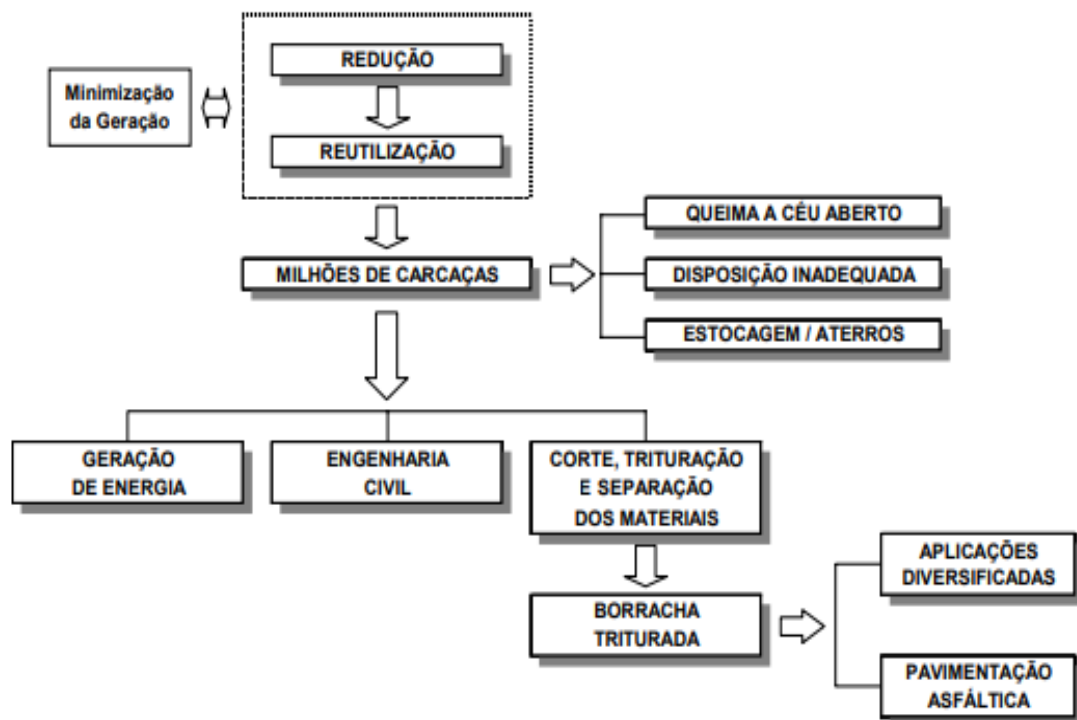 REDUÇÃO
Minimização
da Geração
REUTILIZAÇÃO
MILHÕES DE CARCAÇAS
QUEIMA A CÉU ABERTO
DISPOSIÇÃO INADEQUADA
ESTOCAGEM / ATERROS
GERAÇÃO
DE ENERGIA
ENGENHARIA
CIVIL
CORTE, TRITURAÇÃO
E SEPARAÇÃO
DOS MATERIAIS
BORRACHA
TRITURADA
APLICAÇÕES
DIVERSIFICADAS
PAVIMENTAÇÃO
ASFÁLTICA